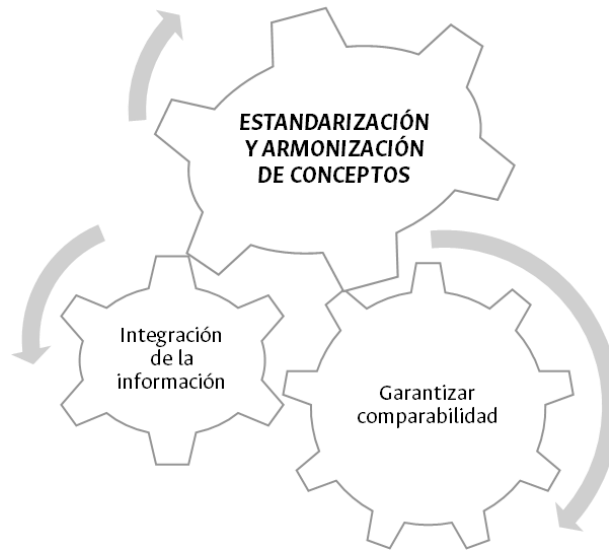 ESTANDARIZACIÓN
Y ARMONIZACIÓN
DE CONCEPTOS
Integración
de la
información
Garantizar
comparabilidad